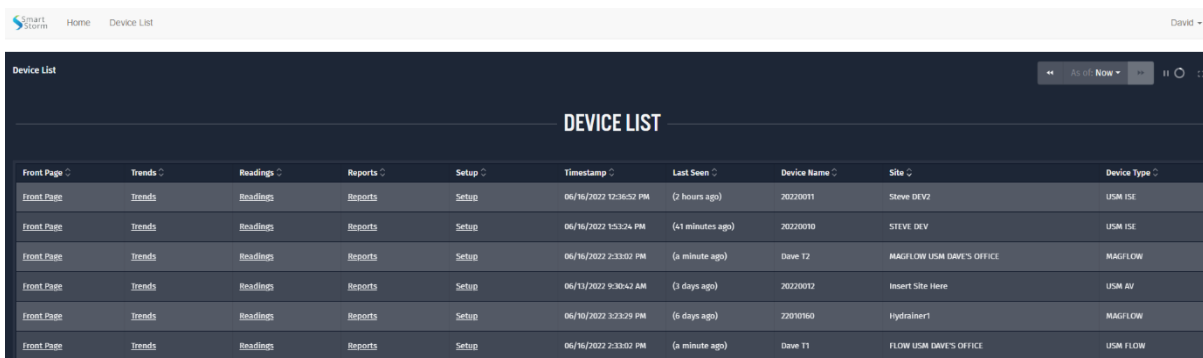 Smart Storm Home Device List David
Device List As of: Now
DEVICE LIST
Front Page Trends Readings Reports Setup Timestamp Last Seen Device Name Site Device Type
Front Page Trends Readings Reports Setup 06/16/2022 12:36:52 PM (2 hours ago) 20220011 Steve DEV2 USM ISE
Front Page Trends Readings Reports Setup 06/16/2022 1:53:24 PM (41 minutes ago) 20220010 STEVE DEV USM ISE
Front Page Trends Readings Reports Setup 06/16/2022 2:33:02 PM (a minute ago) Dave T2 MAGFLOW USM DAVE'S OFFICE MAGFLOW
Front Page Trends Readings Reports Setup 06/13/2022 9:30:42 AM (3 days ago) 20220012 Insert Site Here USM AV
Front Page Trends Readings Reports Setup 06/10/2022 3:23:29 PM (6 days ago) 22010160 Hydrainer1 MAGFLOW
Front Page Trends Readings Reports Setup 06/16/2022 2:33:02 PM (a minute ago) Dave T1 FLOW USM DAVE'S OFFICE USM FLOW